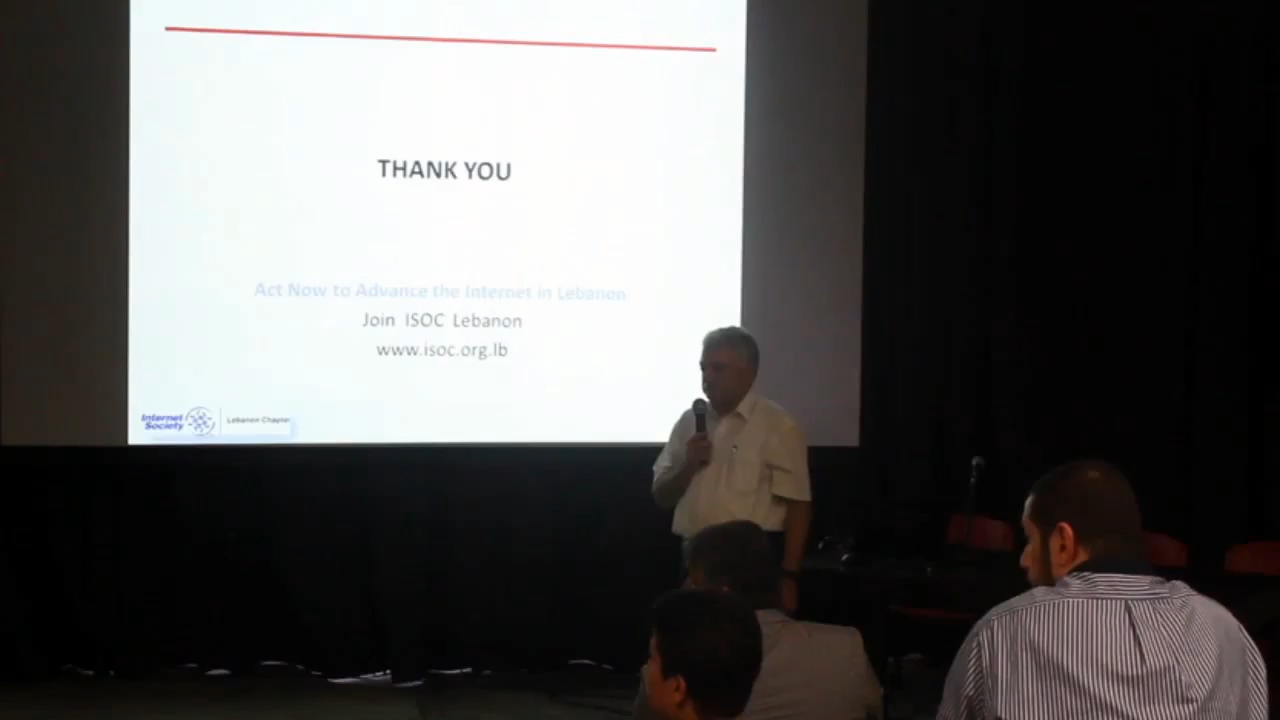 THANK YOU
Act Now to Advance the Internet in Lebanon
Join ISOC Lebanon
www.isoc.org.lb
Internet
Society
Lebanon Chapter